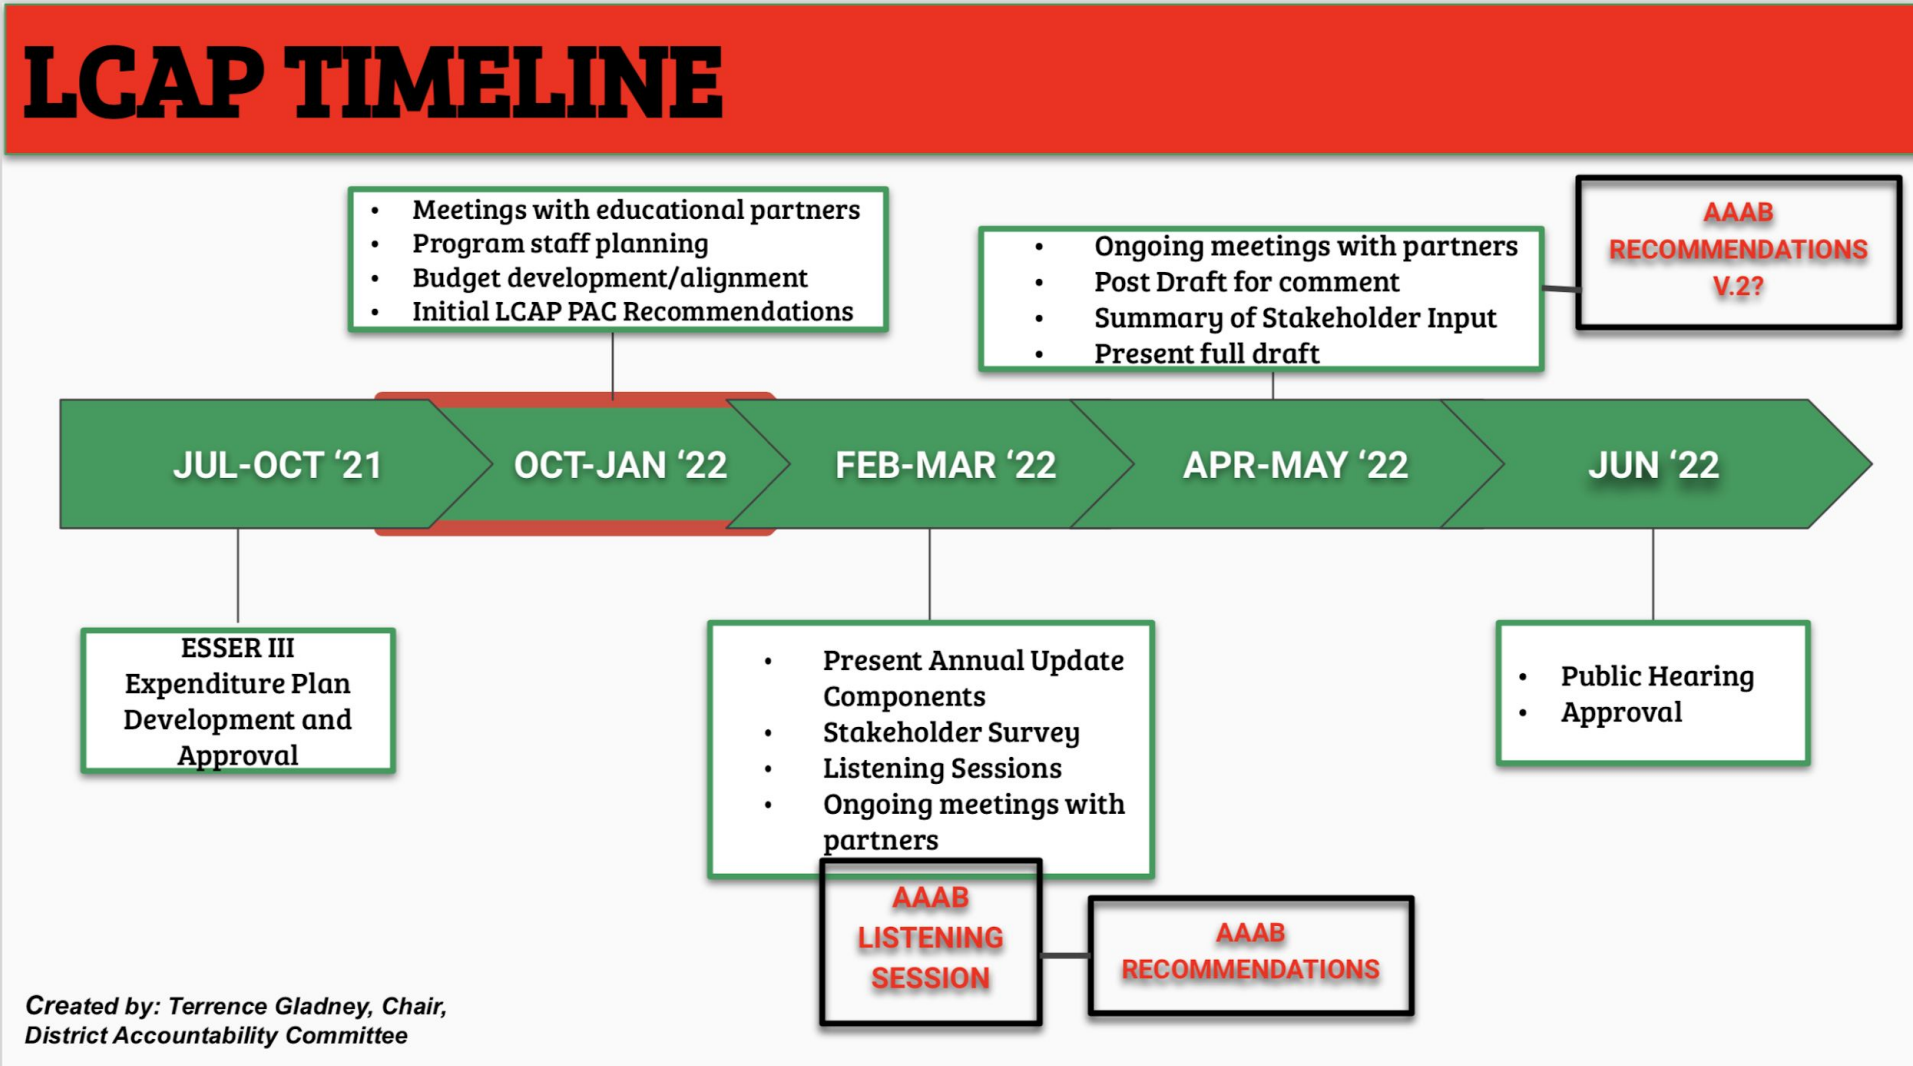 LCAP TIMELINE
• Meetings with educational partners
• Program staff planning
• Budget development/alignment
• Initial LCAP PAC Recommendations
• Ongoing meetings with partners
• Post Draft for comment
• Summary of Stakeholder Input
• Present full draft
AAAB
RECOMMENDATIONS
V.2?
JUL-OCT ‘21
OCT-JAN ‘22
FEB-MAR ‘22
APR-MAY ‘22
JUN ‘22
ESSER III
Expenditure Plan
Development and
Approval
• Present Annual Update
Components
• Stakeholder Survey
• Listening Sessions
• Ongoing meetings with
partners
• Public Hearing
• Approval
AAAB
LISTENING
SESSION
AAAB
RECOMMENDATIONS
Created by: Terrence Gladney, Chair,
District Accountability Committee